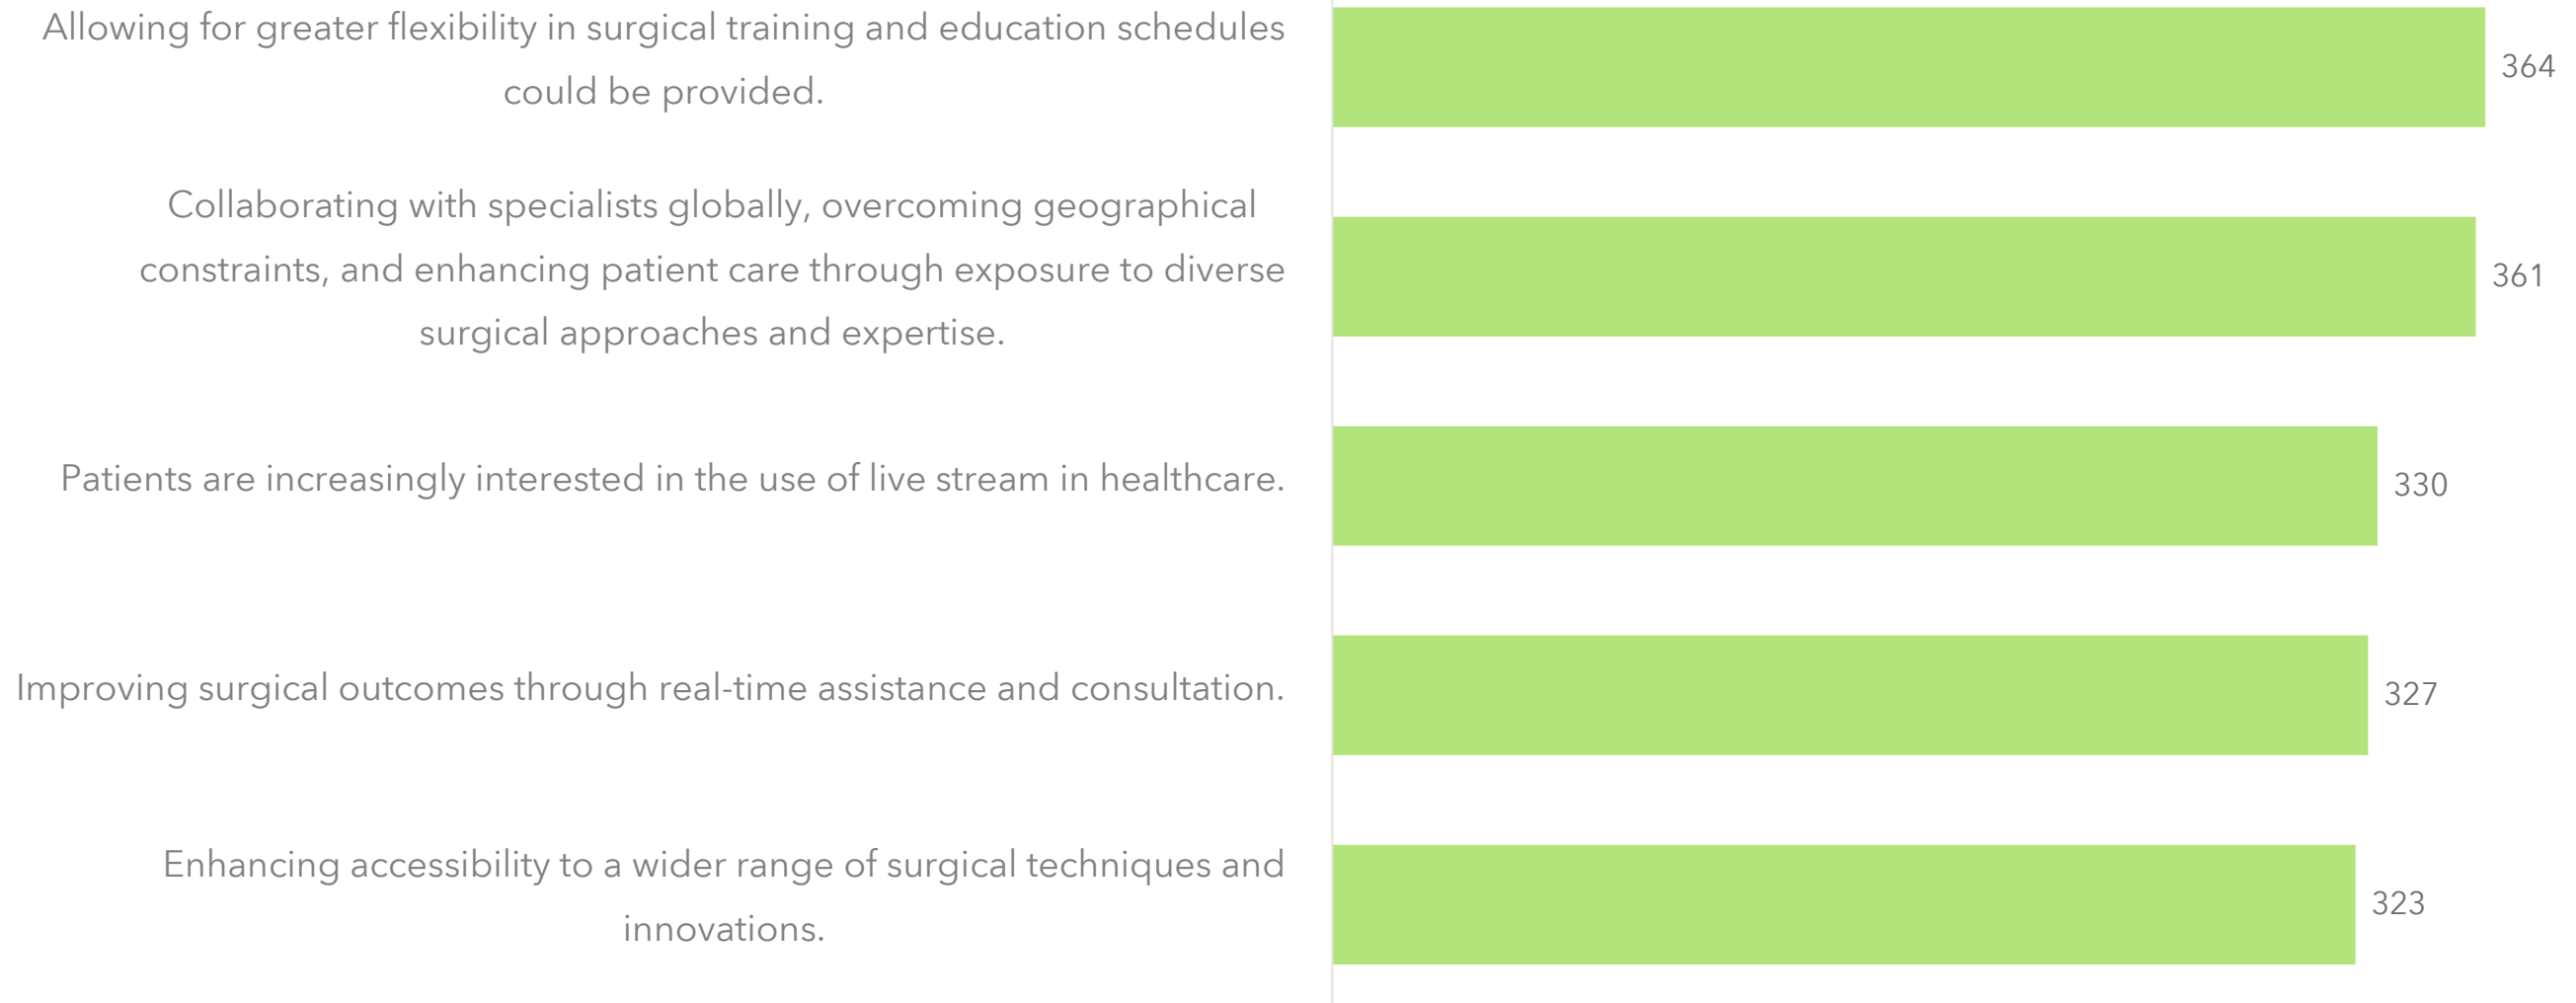 Allowing for greater flexibility in surgical training and education schedules
could be provided.
364
Collaborating with specialists globally, overcoming geographical
constraints, and enhancing patient care through exposure to diverse
surgical approaches and expertise.
361
Patients are increasingly interested in the use of live stream in healthcare.
330
Improving surgical outcomes through real-time assistance and consultation.
327
Enhancing accessibility to a wider range of surgical techniques and
innovations.
323